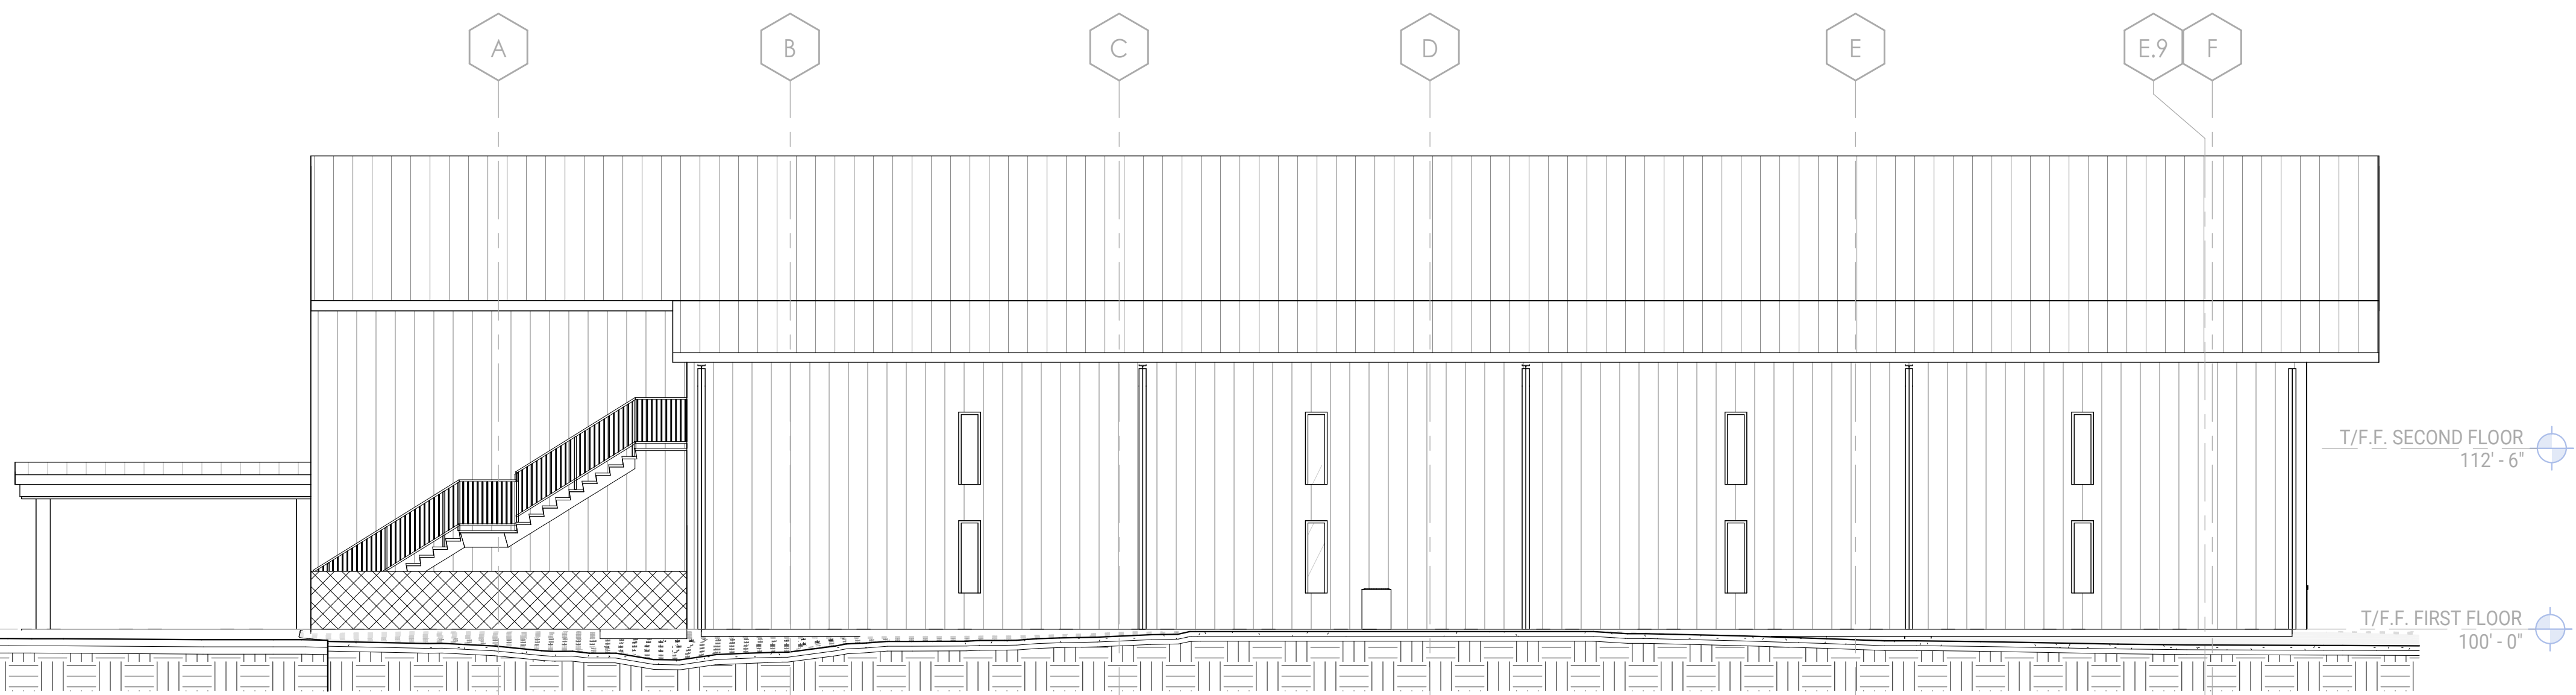 A
B
C
D
E
E.9
F
T/F.F. SECOND FLOOR
112' - 6"
T/F.F. FIRST FLOOR
100' - 0"